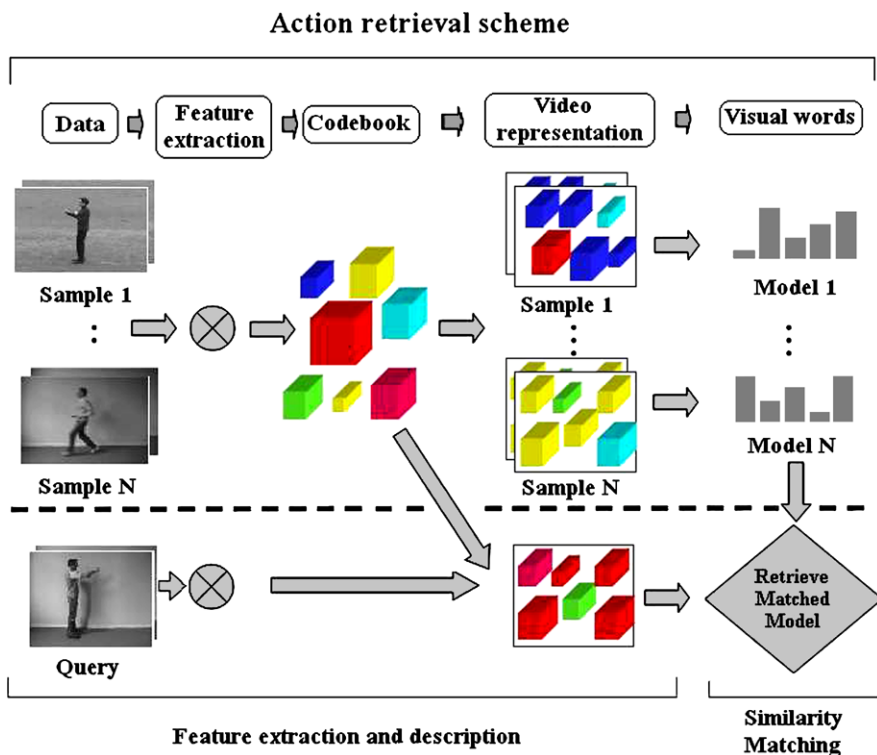 Action retrieval scheme
Data
Feature
extraction
Codebook
Video
representation
Visual words
Sample 1
Sample 1
Model 1
Sample N
Sample N
Model N
Query
Retrieve
Matched
Model
Feature extraction and description
Similarity
Matching